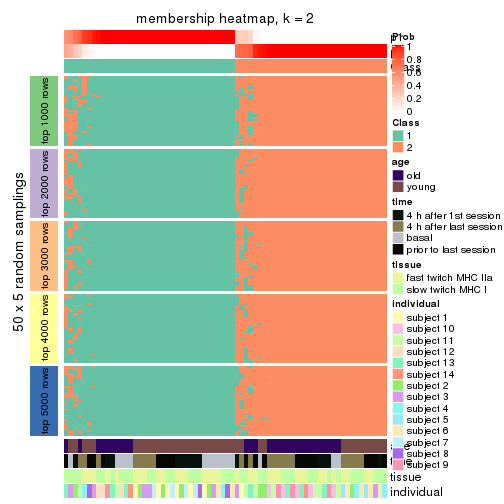 membership heatmap, k = 2
50 x 5 random samplings
top 1000 rows
top 2000 rows
top 3000 rows
top 4000 rows
top 5000 rows
Prob
1
0.8
0.6
0.4
0.2
0
Class
1
2
age
old
young
time
4 h after 1st session
4 h after last session
basal
prior to last session
tissue
fast twitch MHC IIa
slow twitch MHC I
individual
subject 1
subject 10
subject 11
subject 12
subject 13
subject 14
subject 2
subject 3
subject 4
subject 5
subject 6
subject 7
subject 8
subject 9
tissue
individual